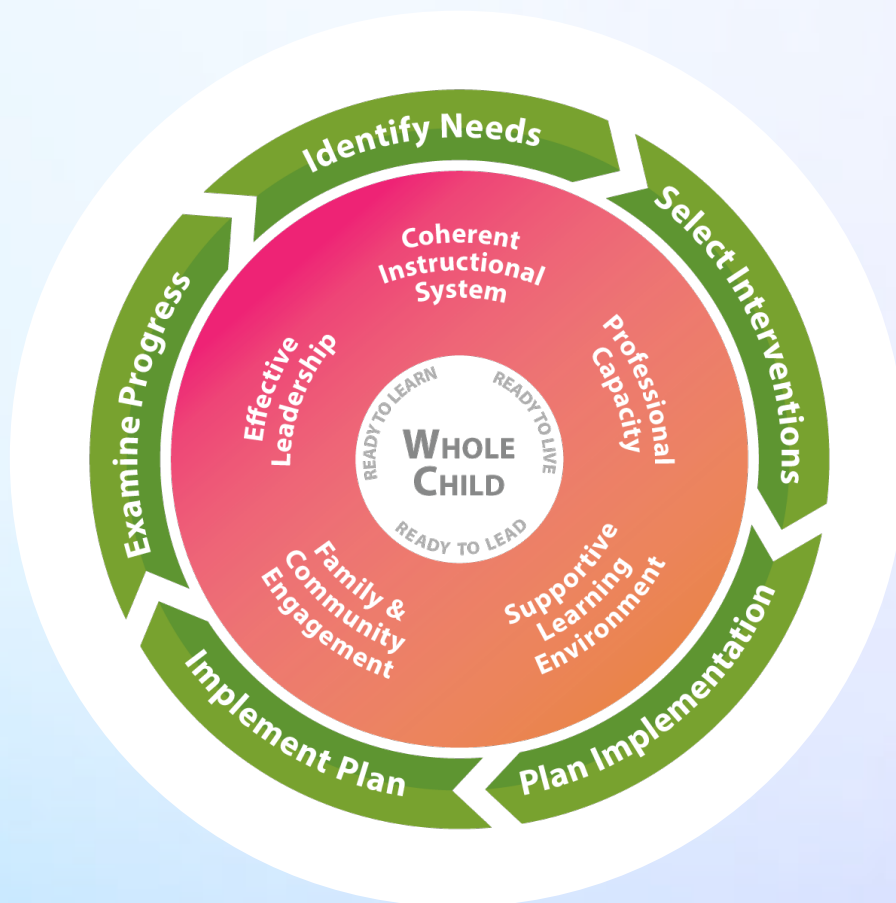 Identify Needs
Select Interventions
Plan Implementation
Implement Plan
Examine Progress
Coherent
Instructional
System
Professional
Capacity
Supportive
Learning
Environment
Family &
Community
Engagement
Effective
Leadership
READY TO LEARN
READY TO LIVE
READY TO LEAD
WHOLE
CHILD